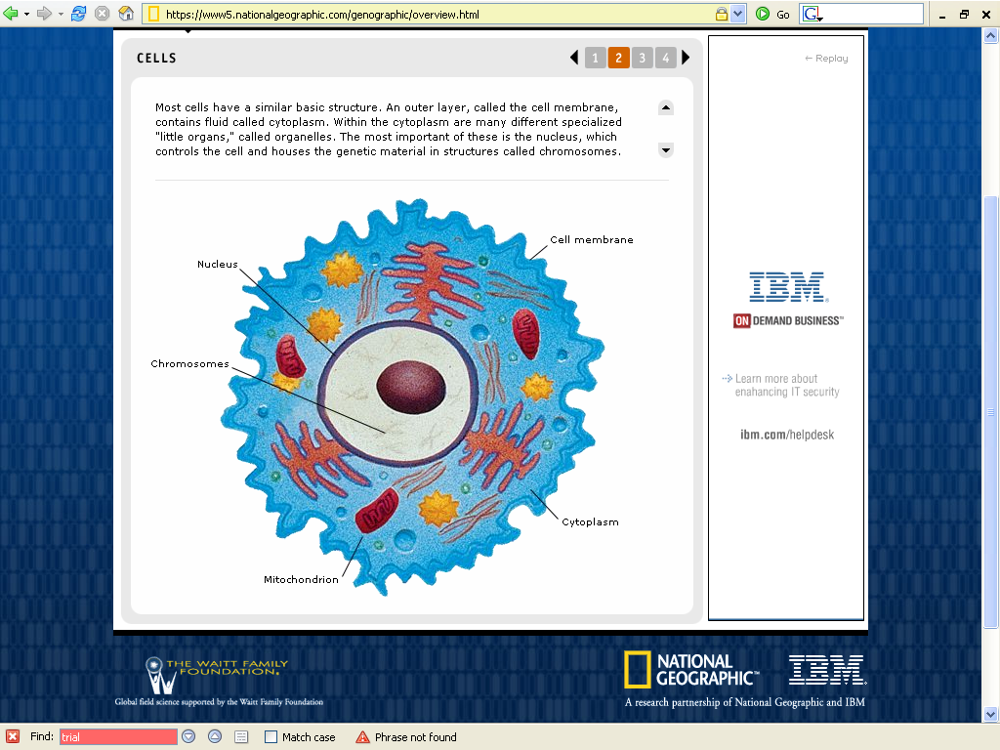 https://www5.nationalgeographic.com/genographic/overview.html
Go
G
CELLS
1 2 3 4
← Replay
Most cells have a similar basic structure. An outer layer, called the cell membrane,
contains fluid called cytoplasm. Within the cytoplasm are many different specialized
"little organs," called organelles. The most important of these is the nucleus, which
controls the cell and houses the genetic material in structures called chromosomes.
Cell membrane
Nucleus
Chromosomes
Cytoplasm
Mitochondrion
IBM®
ON DEMAND BUSINESS™
Learn more about
enahancing IT security
ibm.com/helpdesk
THE WAITT FAMILY
FOUNDATION.
Global field science supported by the Waitt Family Foundation
NATIONAL
GEOGRAPHIC™
IBM®
A research partnership of National Geographic and IBM
Find: trial Match case Phrase not found